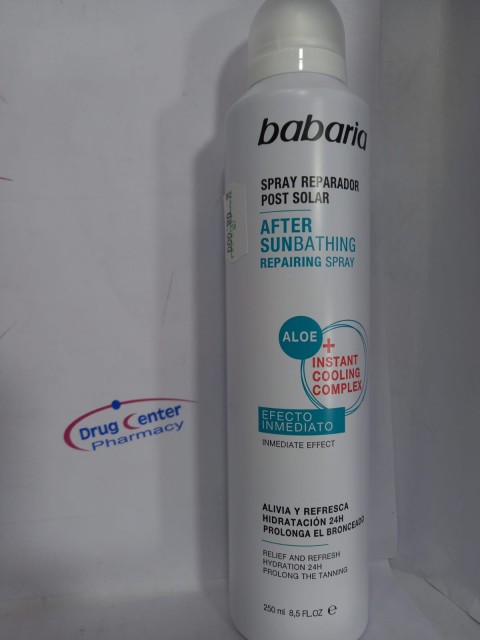 babaria
SPRAY REPARADOR
POST SOLAR
AFTER
SUNBATHING
REPAIRING SPRAY
ALOE
+
INSTANT
COOLING
COMPLEX
EFECTO
INMEDIATO
INMEDIATE EFFECT
Drug Center
Pharmacy
ALIVIA Y REFRESCA
HIDRATACIÓN 24H
PROLONGA EL BRONCEADO
RELIEF AND REFRESH
HYDRATION 24H
PROLONG THE TANNING
250 ml 8,5 FL.OZ ℮